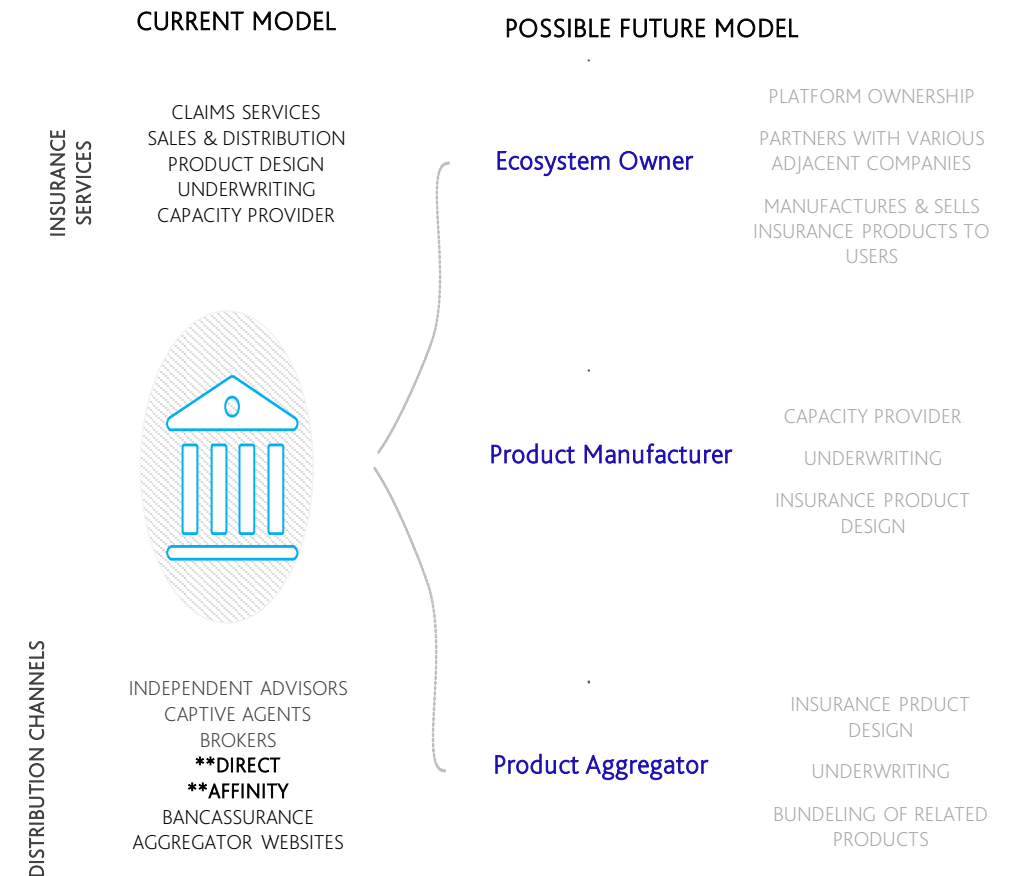 CURRENT MODEL
POSSIBLE FUTURE MODEL
INSURANCE
SERVICES
CLAIMS SERVICES
SALES & DISTRIBUTION
PRODUCT DESIGN
UNDERWRITING
CAPACITY PROVIDER
Ecosystem Owner
PLATFORM OWNERSHIP
PARTNERS WITH VARIOUS
ADJACENT COMPANIES
MANUFACTURES & SELLS
INSURANCE PRODUCTS TO
USERS
Product Manufacturer
CAPACITY PROVIDER
UNDERWRITING
INSURANCE PRODUCT
DESIGN
DISTRIBUTION CHANNELS
INDEPENDENT ADVISORS
CAPTIVE AGENTS
BROKERS
**DIRECT
**AFFINITY
BANCASSURANCE
AGGREGATOR WEBSITES
Product Aggregator
INSURANCE PRDUCT
DESIGN
UNDERWRITING
BUNDELING OF RELATED
PRODUCTS